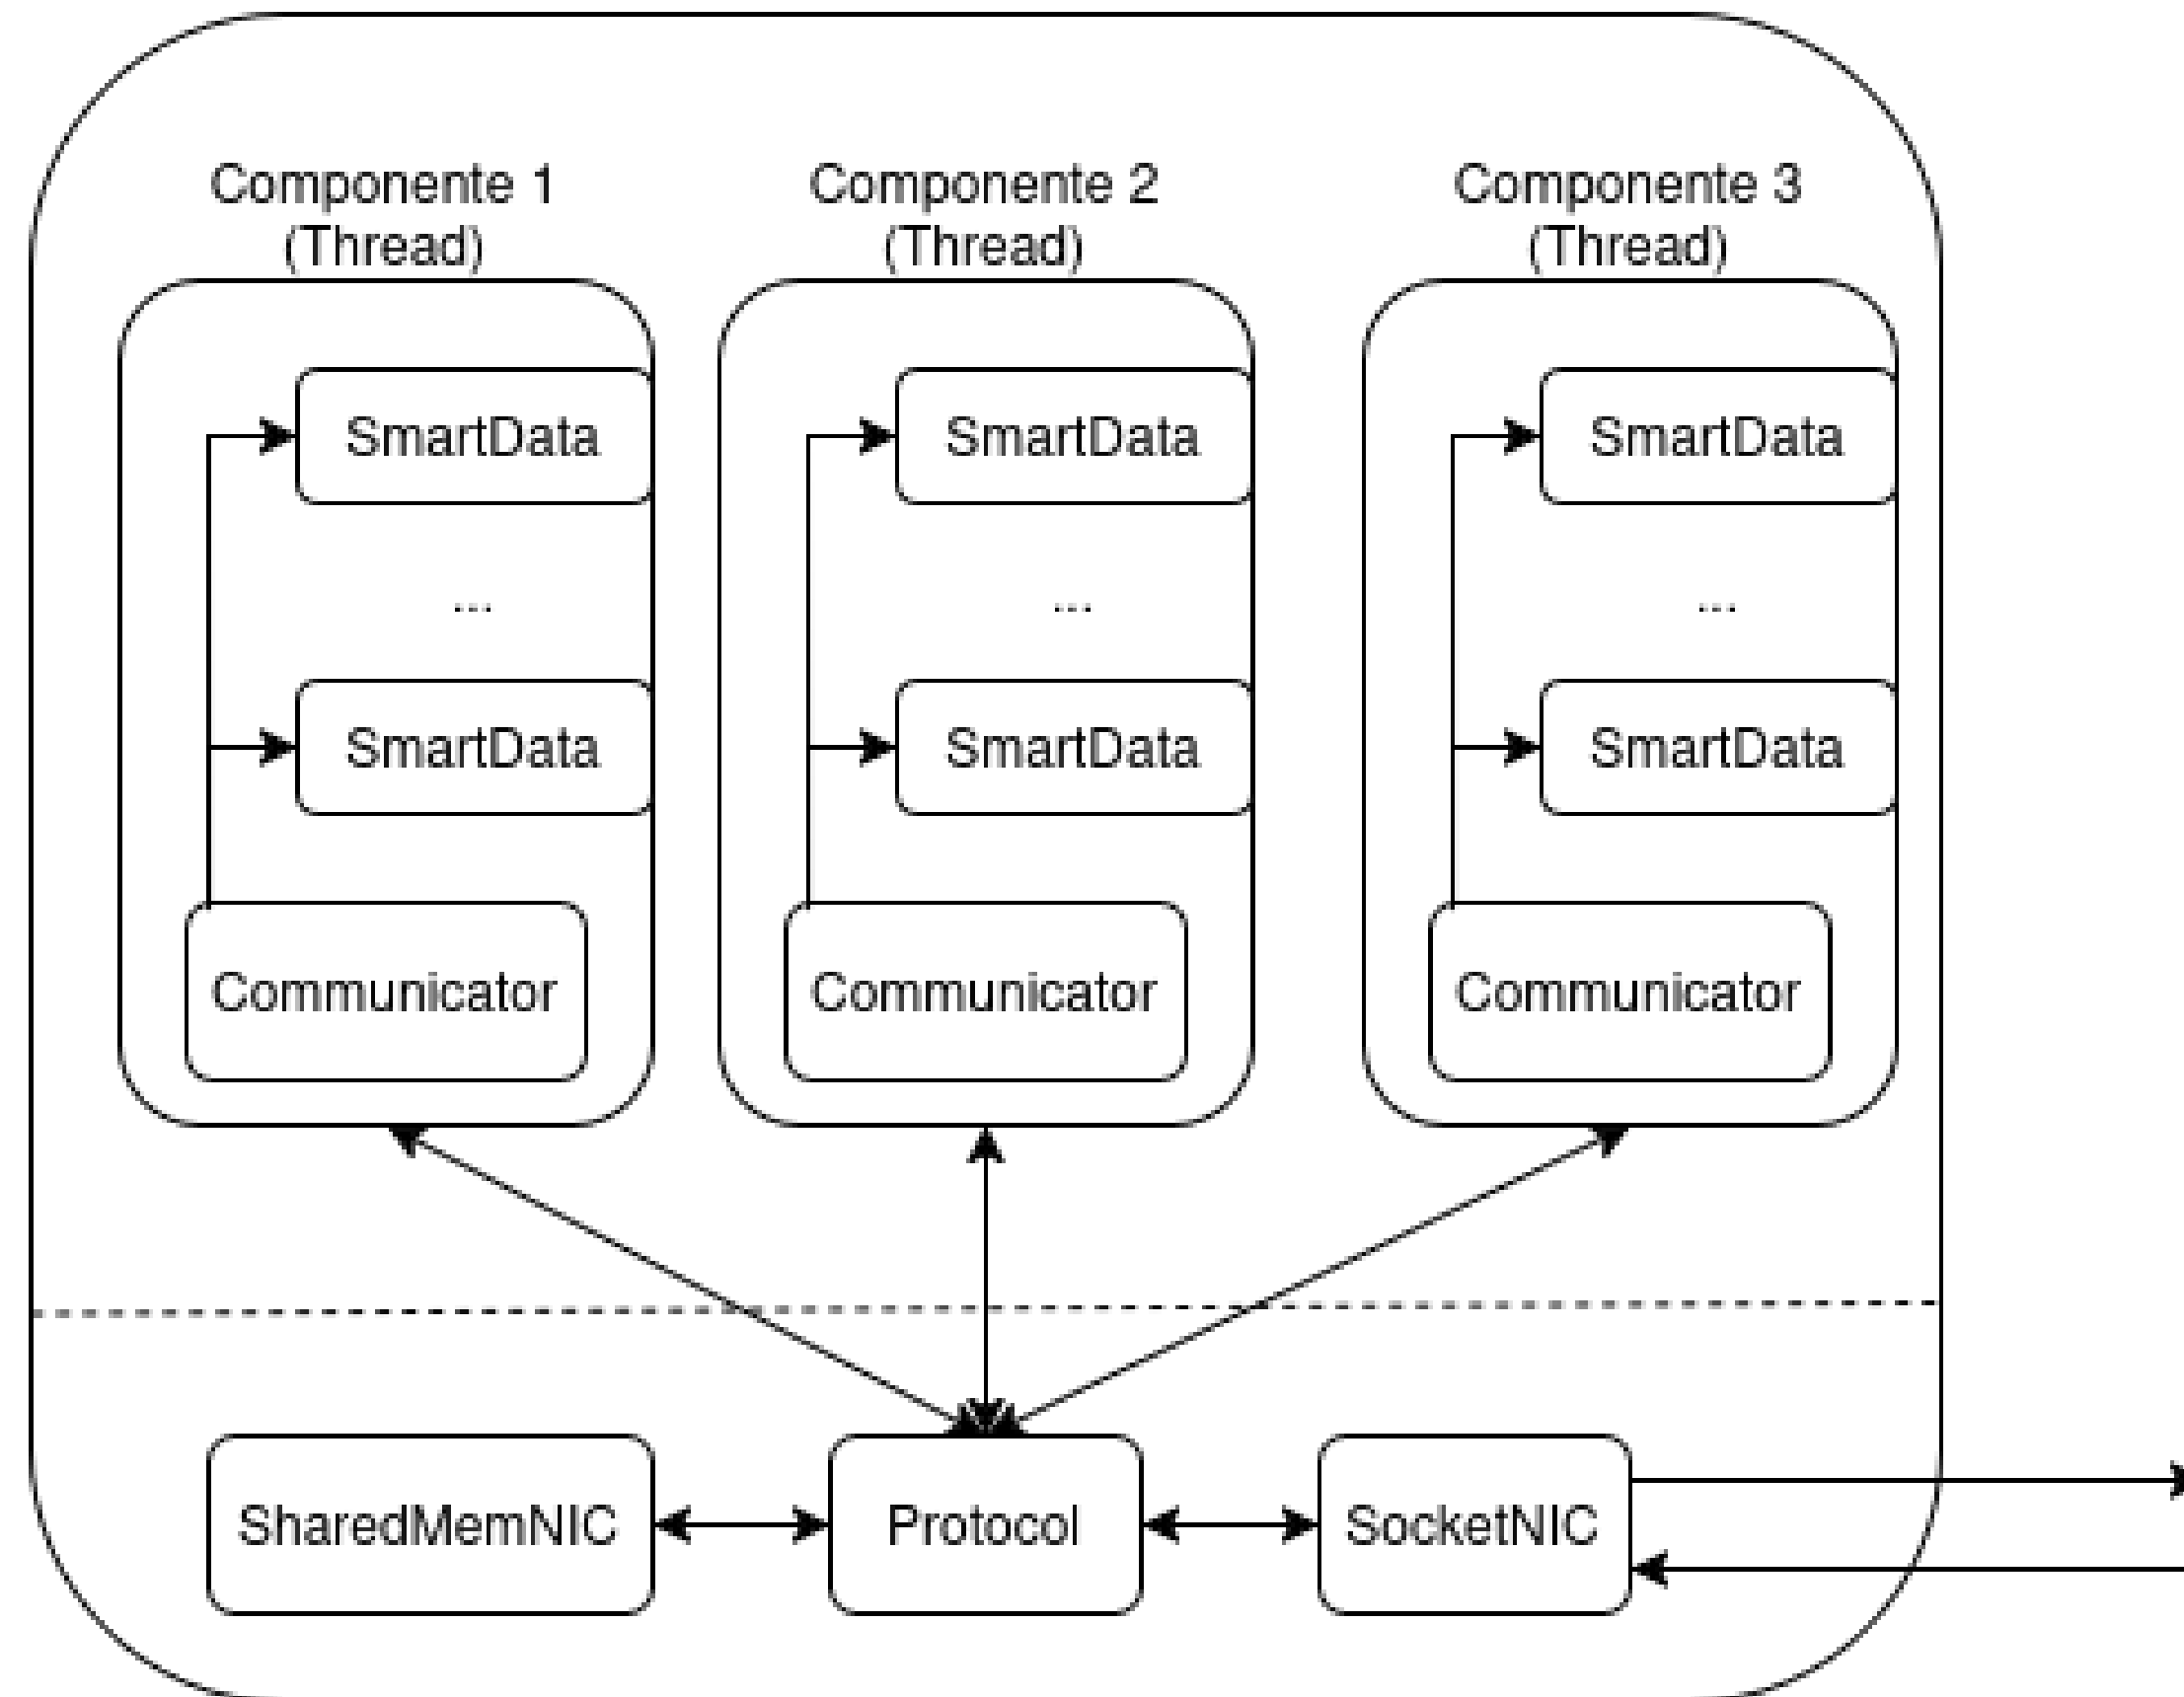 Componente 1
(Thread)
Componente 2
(Thread)
Componente 3
(Thread)
SmartData
SmartData
SmartData
...
...
...
SmartData
SmartData
SmartData
Communicator
Communicator
Communicator
SharedMemNIC
Protocol
SocketNIC